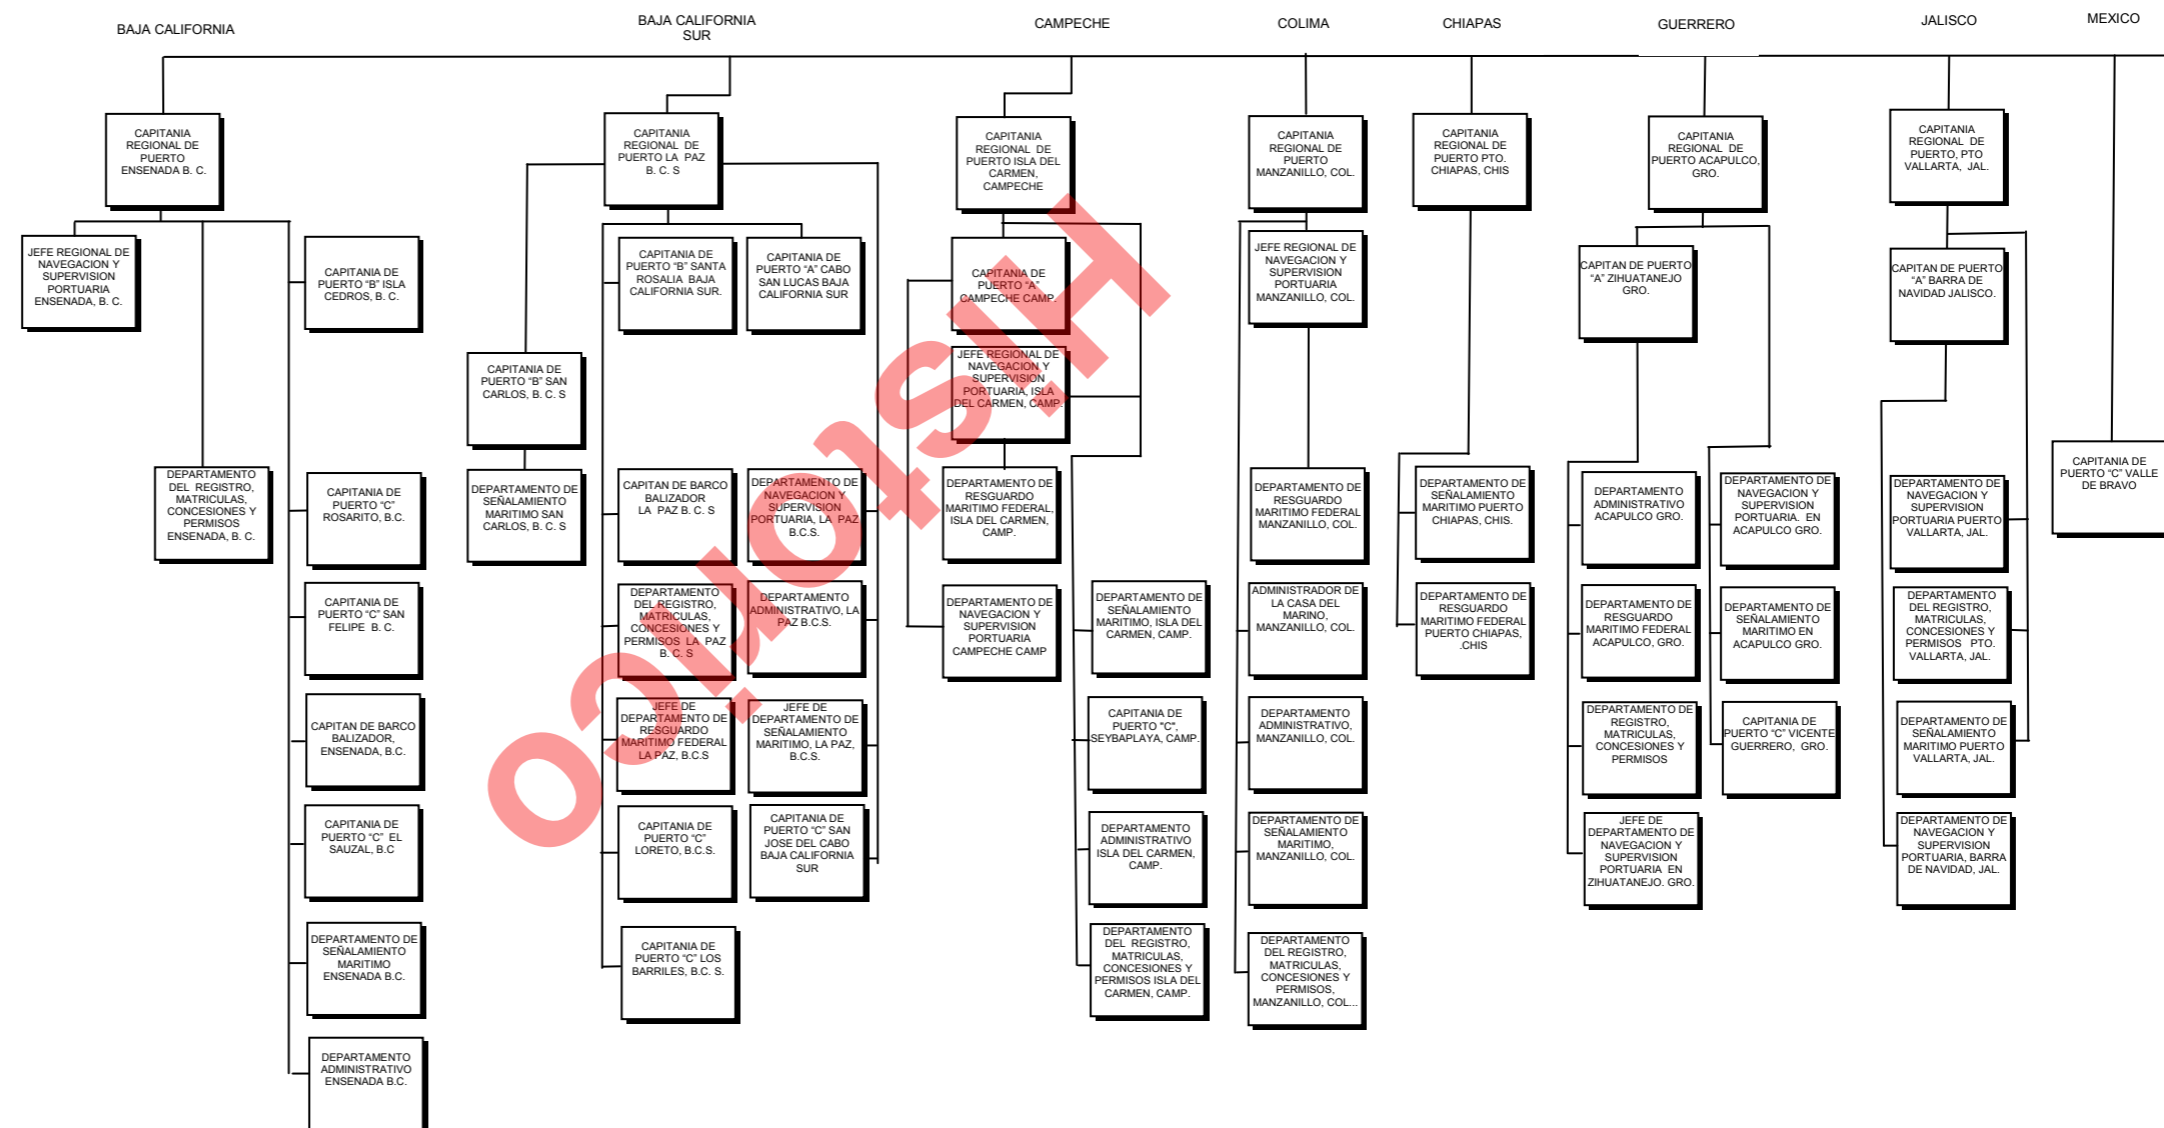 BAJA CALIFORNIA
BAJA CALIFORNIA
SUR
CAMPECHE
COLIMA
CHIAPAS
GUERRERO
JALISCO
MEXICO
CAPITANIA
REGIONAL DE
PUERTO
ENSENADA B. C.
JEFE REGIONAL DE
NAVEGACION Y
SUPERVISION
PORTUARIA
ENSENADA, B. C.
CAPITANIA DE
PUERTO “B” ISLA
CEDROS, B. C.
DEPARTAMENTO
DEL REGISTRO,
MATRICULAS,
CONCESIONES Y
PERMISOS
ENSENADA, B. C.
CAPITANIA DE
PUERTO “C”
ROSARITO, B.C.
CAPITANIA DE
PUERTO “C” SAN
FELIPE B. C.
CAPITAN DE BARCO
BALIZADOR,
ENSENADA, B.C.
CAPITANIA DE
PUERTO “C” EL
SAUZAL, B.C
DEPARTAMENTO DE
SEÑALAMIENTO
MARITIMO
ENSENADA B.C.
DEPARTAMENTO
ADMINISTRATIVO
ENSENADA B.C.
CAPITANIA
REGIONAL DE
PUERTO LA PAZ
B. C. S
CAPITANIA DE
PUERTO “B” SANTA
ROSALIA BAJA
CALIFORNIA SUR.
CAPITANIA DE
PUERTO “A” CABO
SAN LUCAS BAJA
CALIFORNIA SUR
CAPITANIA DE
PUERTO “B” SAN
CARLOS, B. C. S
DEPARTAMENTO DE
SEÑALAMIENTO
MARITIMO SAN
CARLOS, B. C. S
CAPITAN DE BARCO
BALIZADOR
LA PAZ B. C. S
DEPARTAMENTO DE
NAVEGACION Y
SUPERVISION
PORTUARIA, LA PAZ
B.C.S.
DEPARTAMENTO
DEL REGISTRO,
MATRICULAS,
CONCESIONES Y
PERMISOS LA PAZ
B. C. S
DEPARTAMENTO
ADMINISTRATIVO, LA
PAZ B.C.S.
JEFE DE
DEPARTAMENTO DE
RESGUARDO
MARITIMO FEDERAL
LA PAZ, B.C.S
JEFE DE
DEPARTAMENTO DE
SEÑALAMIENTO
MARITIMO, LA PAZ,
B.C.S.
CAPITANIA DE
PUERTO “C”
LORETO, B.C.S.
CAPITANIA DE
PUERTO “C” SAN
JOSE DEL CABO
BAJA CALIFORNIA
SUR
CAPITANIA DE
PUERTO “C” LOS
BARRILES, B.C. S.
CAPITANIA
REGIONAL DE
PUERTO ISLA DEL
CARMEN,
CAMPECHE
CAPITANIA DE
PUERTO “A”
CAMPECHE CAMP.
JEFE REGIONAL DE
NAVEGACION Y
SUPERVISION
PORTUARIA, ISLA
DEL CARMEN, CAMP.
DEPARTAMENTO DE
RESGUARDO
MARITIMO FEDERAL,
ISLA DEL CARMEN,
CAMP.
DEPARTAMENTO DE
NAVEGACION Y
SUPERVISION
PORTUARIA
CAMPECHE CAMP
DEPARTAMENTO DE
SEÑALAMIENTO
MARITIMO, ISLA DEL
CARMEN, CAMP.
CAPITANIA DE
PUERTO "C",
SEYBAPLAYA, CAMP.
DEPARTAMENTO
ADMINISTRATIVO
ISLA DEL CARMEN,
CAMP.
DEPARTAMENTO
DEL REGISTRO,
MATRICULAS,
CONCESIONES Y
PERMISOS ISLA DEL
CARMEN, CAMP.
CAPITANIA
REGIONAL DE
PUERTO
MANZANILLO, COL.
JEFE REGIONAL DE
NAVEGACION Y
SUPERVISION
PORTUARIA
MANZANILLO, COL.
DEPARTAMENTO DE
RESGUARDO
MARITIMO FEDERAL
MANZANILLO, COL.
ADMINISTRADOR DE
LA CASA DEL
MARINO,
MANZANILLO, COL.
DEPARTAMENTO
ADMINISTRATIVO,
MANZANILLO, COL.
DEPARTAMENTO DE
SEÑALAMIENTO
MARITIMO,
MANZANILLO, COL.
DEPARTAMENTO
DEL REGISTRO,
MATRICULAS,
CONCESIONES Y
PERMISOS,
MANZANILLO, COL...
CAPITANIA
REGIONAL DE
PUERTO PTO.
CHIAPAS, CHIS
DEPARTAMENTO DE
SEÑALAMIENTO
MARITIMO PUERTO
CHIAPAS, CHIS.
DEPARTAMENTO DE
RESGUARDO
MARITIMO FEDERAL
PUERTO CHIAPAS,
.CHIS
CAPITANIA
REGIONAL DE
PUERTO ACAPULCO,
GRO.
CAPITAN DE PUERTO
“A” ZIHUATANEJO
GRO.
DEPARTAMENTO
ADMINISTRATIVO
ACAPULCO GRO.
DEPARTAMENTO DE
NAVEGACION Y
SUPERVISION
PORTUARIA. EN
ACAPULCO GRO.
DEPARTAMENTO DE
RESGUARDO
MARITIMO FEDERAL
ACAPULCO, GRO.
DEPARTAMENTO DE
SEÑALAMIENTO
MARITIMO EN
ACAPULCO GRO.
DEPARTAMENTO DE
REGISTRO,
MATRICULAS,
CONCESIONES Y
PERMISOS
CAPITANIA DE
PUERTO “C” VICENTE
GUERRERO, GRO.
JEFE DE
DEPARTAMENTO DE
NAVEGACION Y
SUPERVISION
PORTUARIA EN
ZIHUATANEJO. GRO.
CAPITANIA
REGIONAL DE
PUERTO, PTO
VALLARTA, JAL.
CAPITAN DE PUERTO
“A” BARRA DE
NAVIDAD JALISCO.
DEPARTAMENTO DE
NAVEGACION Y
SUPERVISION
PORTUARIA PUERTO
VALLARTA, JAL.
DEPARTAMENTO
DEL REGISTRO,
MATRICULAS,
CONCESIONES Y
PERMISOS PTO.
VALLARTA, JAL.
DEPARTAMENTO DE
SEÑALAMIENTO
MARITIMO PUERTO
VALLARTA, JAL.
DEPARTAMENTO DE
NAVEGACION Y
SUPERVISION
PORTUARIA, BARRA
DE NAVIDAD, JAL.
CAPITANIA DE
PUERTO “C” VALLE
DE BRAVO
Histórico